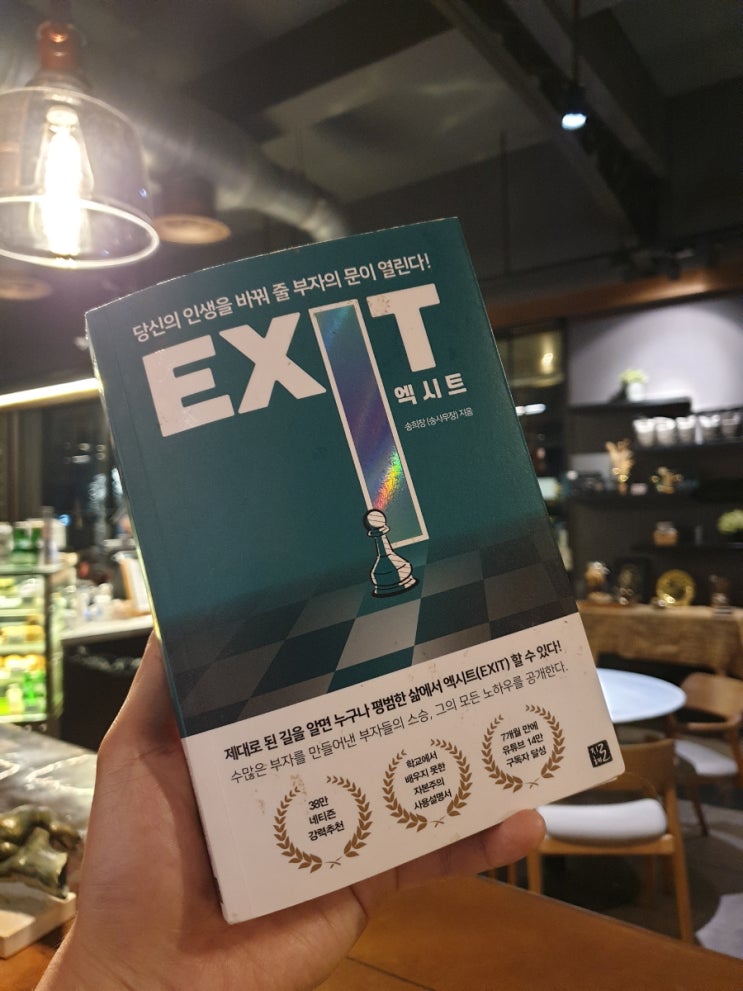 당신의 인생을 바꿔 줄 부자의 문이 열린다!
EXIT
엑시트
송희창 (송사무장) 지음
제대로 된 길을 알면 누구나 평범한 삶에서 엑시트(EXIT) 할 수 있다!
수많은 부자를 만들어낸 부자들의 스승, 그의 모든 노하우를 공개한다.
38만
네티즌
강력추천
학교에서
배우지 못한
자본주의
사용설명서
7개월 만에
유튜브 14만
구독자 달성
지혜로